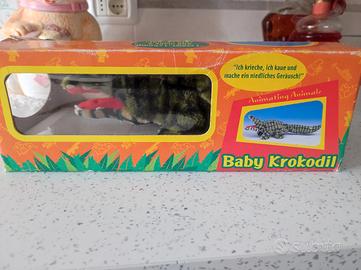 "Ich krieche, ich kaue und
mache ein niedliches Geräusch!"
Animating Animals
Baby Krokodil